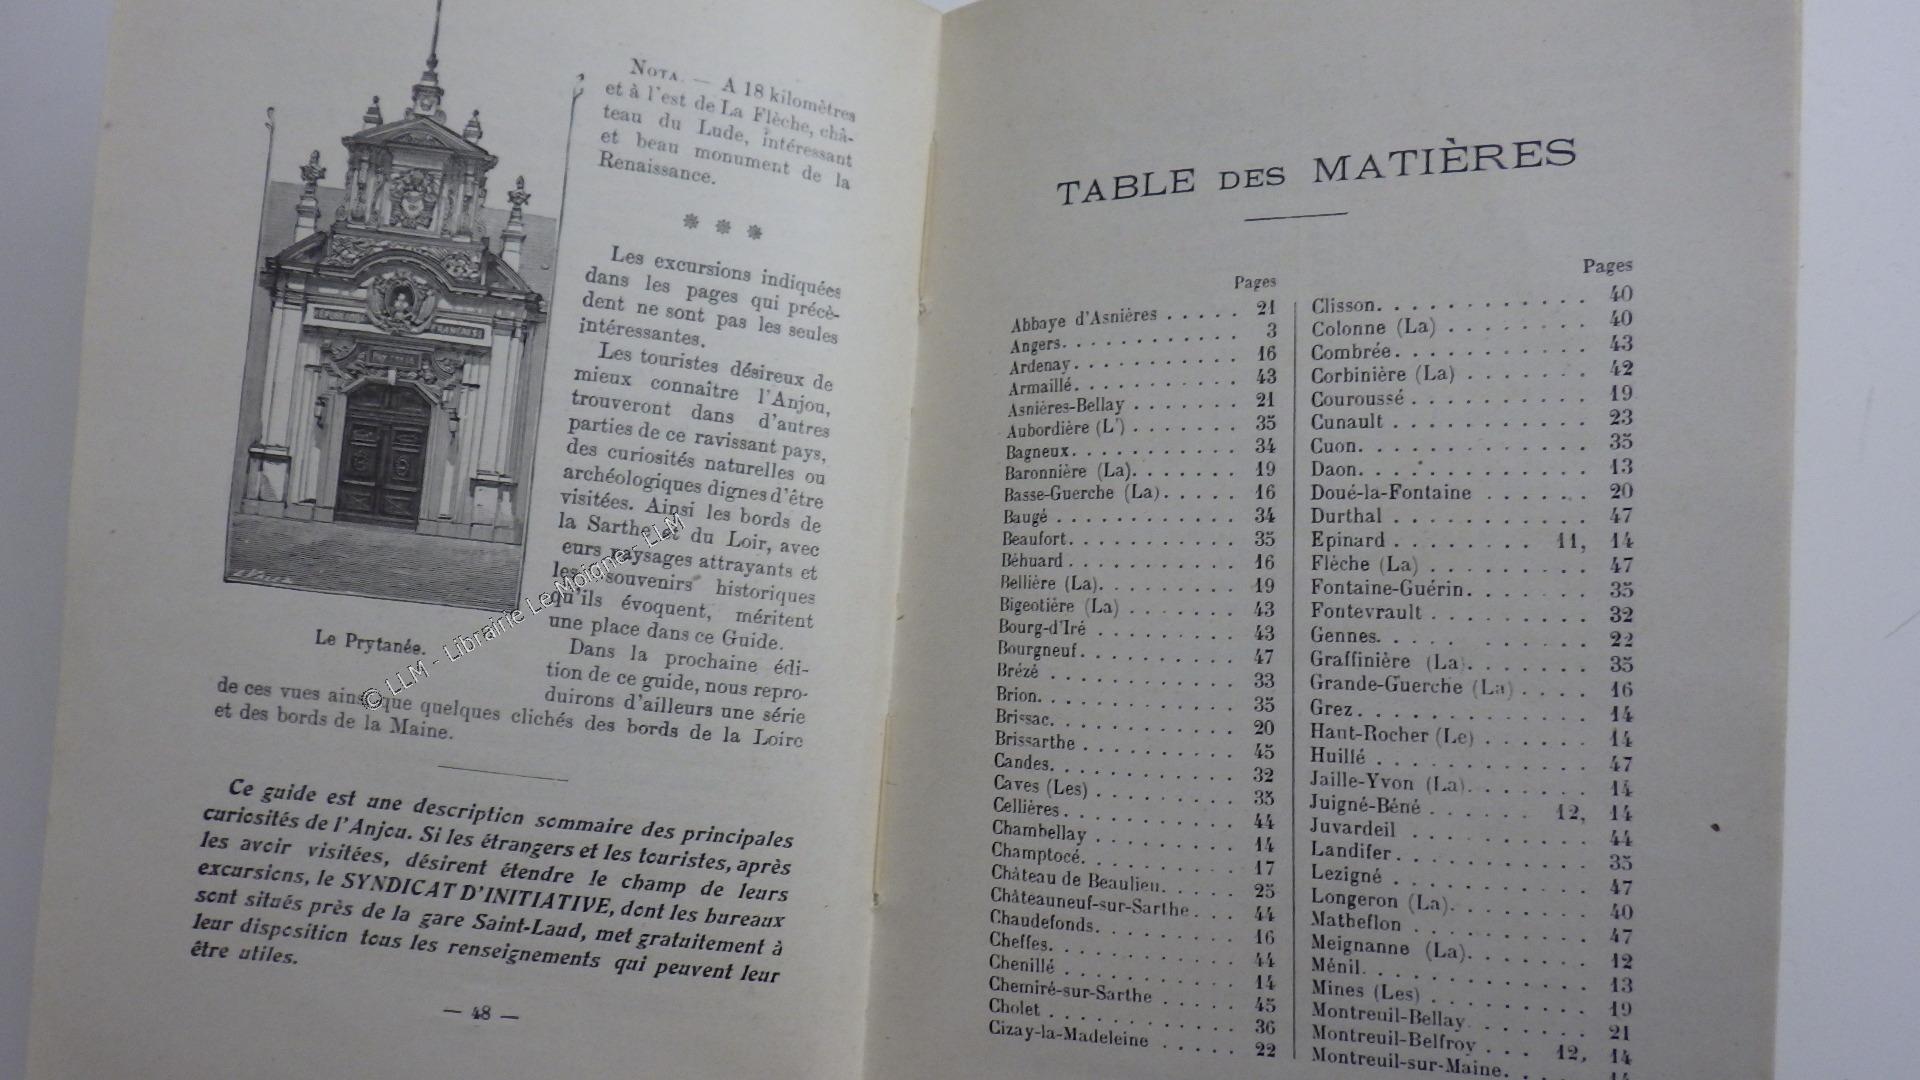 NOTA. — A 18 kilomètres
et à l'est de La Flèche, châ-
teau du Lude, intéressant
et beau monument de la
Renaissance.
Les excursions indiquées
dans les pages qui précè-
dent ne sont pas les seules
intéressantes.
Les touristes désireux de
mieux connaître l'Anjou,
trouveront dans d'autres
parties de ce ravissant pays,
des curiosités naturelles ou
archéologiques dignes d'être
visitées. Ainsi les bords de
la Sarthe et du Loir, avec
eurs paysages attrayants et
les souvenirs historiques
qu'ils évoquent, méritent
une place dans ce Guide.
Dans la prochaine édi-
tion de ce guide, nous repro-
duirons d'ailleurs une série
de ces vues ainsi que quelques clichés des bords de la Loire
et des bords de la Maine.
RÉPUBLIQUE FRANÇAISE
Le Prytanée.
© LLM - Librairie Le Moigne - LLM
Ce guide est une description sommaire des principales
curiosités de l'Anjou. Si les étrangers et les touristes, après
les avoir visitées, désirent étendre le champ de leurs
excursions, le SYNDICAT D'INITIATIVE, dont les bureaux
sont situés près de la gare Saint-Laud, met gratuitement à
leur disposition tous les renseignements qui peuvent leur
être utiles.
— 48 —
TABLE DES MATIÈRES
Pages
Abbaye d'Asnières . . . . . 21
Angers. . . . . . . . . . . 3
Ardenay. . . . . . . . . . 16
Armaillé. . . . . . . . . . 43
Asnières-Bellay . . . . . . . 21
Aubordière (L') . . . . . . . 35
Bagneux. . . . . . . . . . 34
Baronnière (La). . . . . . . 19
Basse-Guerche (La). . . . . 16
Baugé . . . . . . . . . . . 34
Beaufort. . . . . . . . . . 35
Béhuard . . . . . . . . . . 16
Bellière (La). . . . . . . . 19
Bigeotière (La) . . . . . . . 43
Bourg-d'Iré . . . . . . . . 43
Bourgneuf. . . . . . . . . 47
Brézé . . . . . . . . . . . 33
Brion. . . . . . . . . . . . 35
Brissac. . . . . . . . . . . 20
Brissarthe . . . . . . . . . 45
Candes. . . . . . . . . . . 32
Caves (Les) . . . . . . . . 35
Cellières. . . . . . . . . . 44
Chambellay . . . . . . . . 14
Champtocé. . . . . . . . . 17
Château de Beaulieu. . . . . 25
Châteauneuf-sur-Sarthe. . . 44
Chaudefonds. . . . . . . . 16
Cheffes. . . . . . . . . . . 44
Chenillé . . . . . . . . . . 14
Chemiré-sur-Sarthe . . . . . 45
Cholet . . . . . . . . . . . 36
Cizay-la-Madeleine . . . . . 22
Pages
Clisson. . . . . . . . . . . 40
Colonne (La) . . . . . . . . 40
Combrée. . . . . . . . . . 43
Corbinière (La) . . . . . . . 42
Couroussé . . . . . . . . . 19
Cunault . . . . . . . . . . 23
Cuon. . . . . . . . . . . . 35
Daon. . . . . . . . . . . . 13
Doué-la-Fontaine . . . . . . 20
Durthal . . . . . . . . . . 47
Epinard . . . . . . . . 11, 14
Flèche (La) . . . . . . . . 47
Fontaine-Guérin. . . . . . . 35
Fontevrault . . . . . . . . 32
Gennes. . . . . . . . . . . 22
Graffinière (La). . . . . . . 35
Grande-Guerche (La) . . . . 16
Grez. . . . . . . . . . . . 14
Haut-Rocher (Le) . . . . . . 14
Huillé . . . . . . . . . . . 47
Jaille-Yvon (La). . . . . . . 14
Juigné-Béné . . . . . . 12, 14
Juvardeil . . . . . . . . . 44
Landifer. . . . . . . . . . 35
Lezigné . . . . . . . . . . 47
Longeron (La). . . . . . . . 40
Matheflon . . . . . . . . . 47
Meignanne (La). . . . . . . 12
Ménil. . . . . . . . . . . . 13
Mines (Les) . . . . . . . . 19
Montreuil-Bellay. . . . . . . 21
Montreuil-Belfroy . . . 12, 14
Montreuil-sur-Maine. . . . . 14